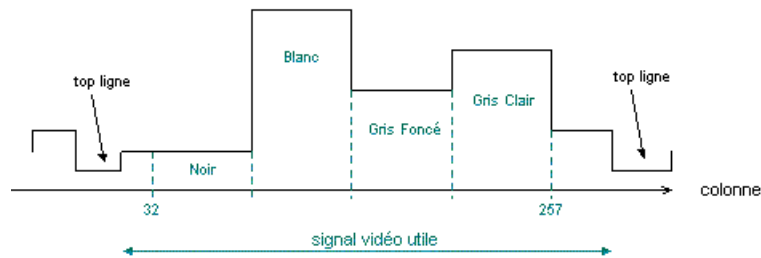 Blanc
top ligne
top ligne
Gris Clair
Gris Foncé
Noir
colonne
32
257
signal vidéo utile